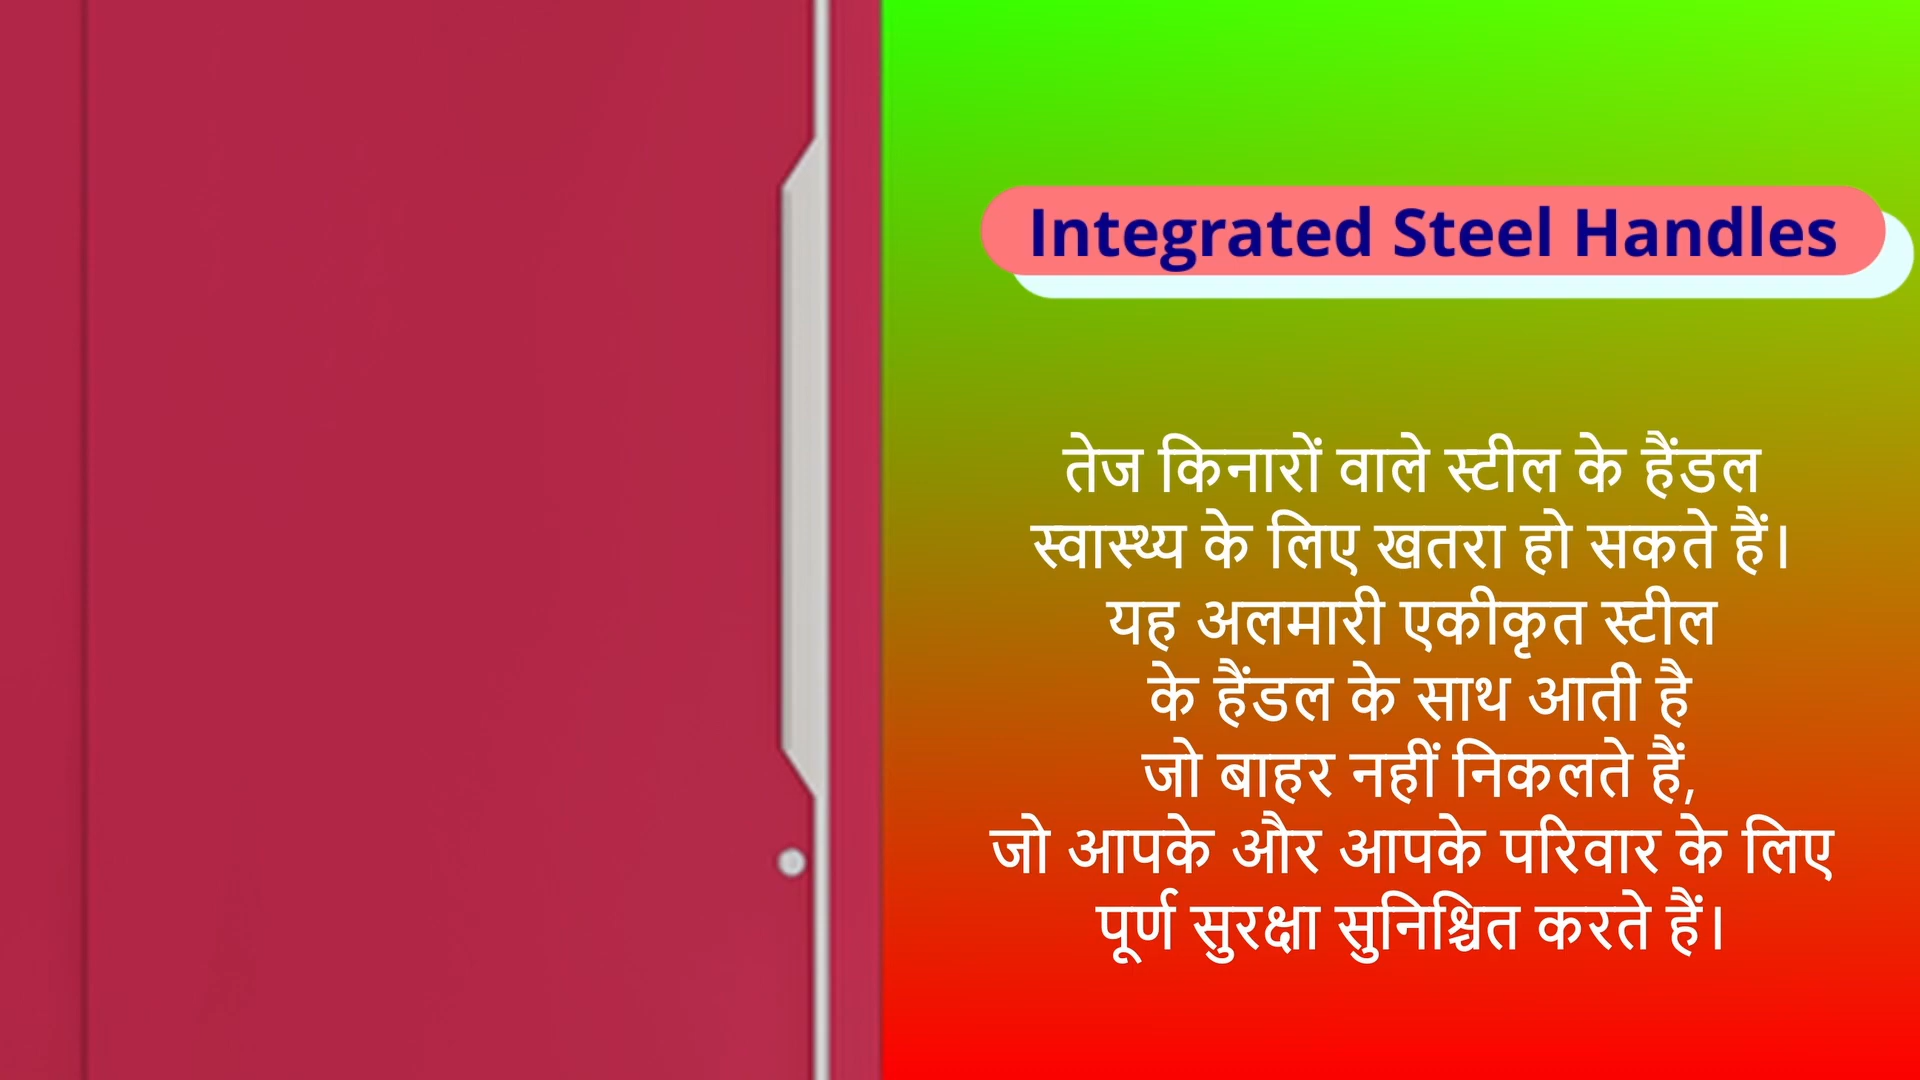 Integrated Steel Handles
तेज किनारों वाले स्टील के हैंडल
स्वास्थ्य के लिए खतरा हो सकते हैं।
यह अलमारी एकीकृत स्टील
के हैंडल के साथ आती है
जो बाहर नहीं निकलते हैं,
जो आपके और आपके परिवार के लिए
पूर्ण सुरक्षा सुनिश्चित करते हैं।